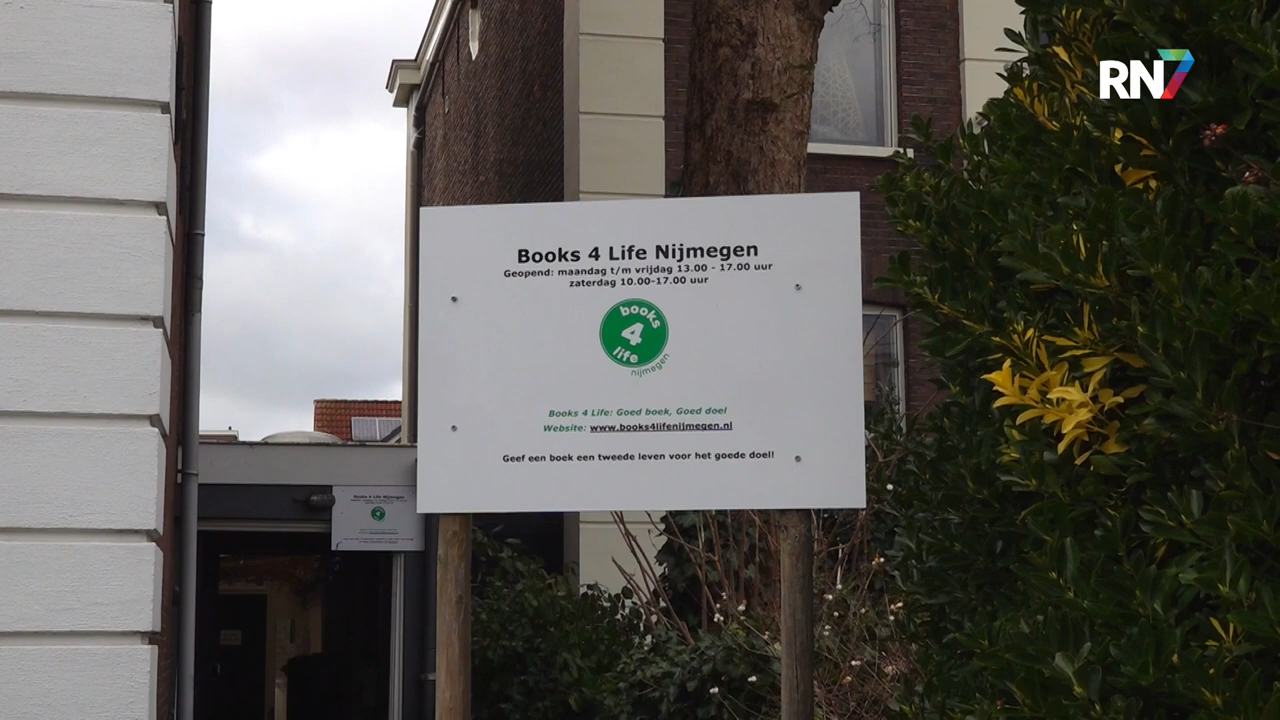 RN7
Books 4 Life Nijmegen
Geopend: maandag t/m vrijdag 13.00 - 17.00 uur
zaterdag 10.00-17.00 uur
books
4
life
nijmegen
Books 4 Life: Goed boek, Goed doel
Website: www.books4lifenijmegen.nl
Geef een boek een tweede leven voor het goede doel!
Books 4 Life Nijmegen